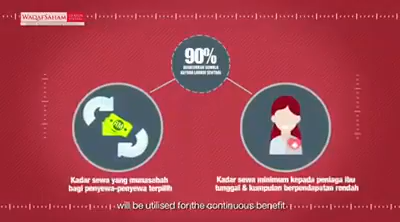 WAQAF SAHAM
90%
Kadar sewa yang munasabah
bagi penyewa-penyewa terpilih
Kadar sewa minimum kepada peniaga ibu
tunggal & kumpulan berpendapatan rendah
will be utilised for the continuous benefit